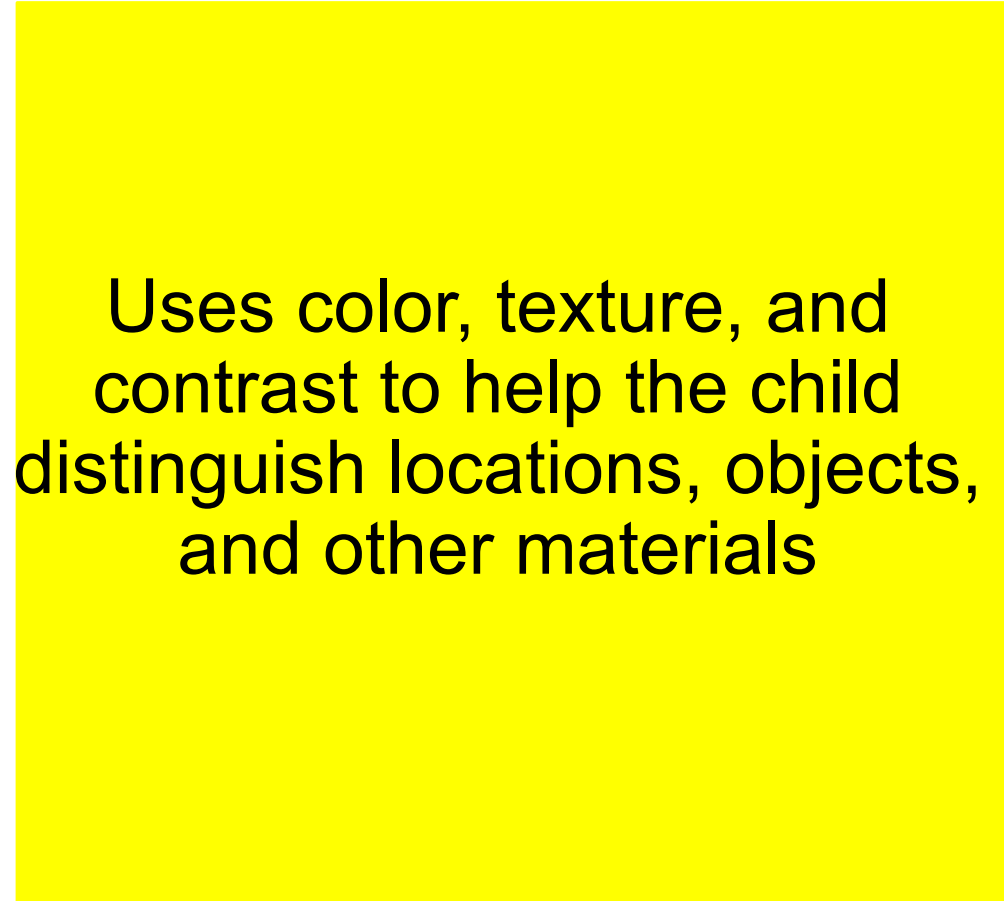 Uses color, texture, and
contrast to help the child
distinguish locations, objects,
and other materials